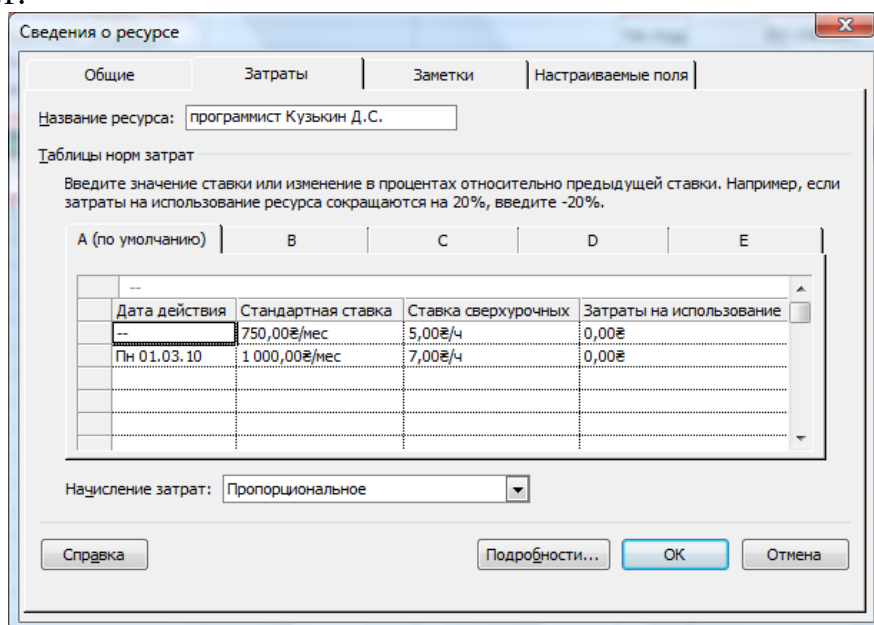 Сведения о ресурсе
Общие Затраты Заметки Настраиваемые поля
Название ресурса: программист Кузькин Д.С.
Таблицы норм затрат
Введите значение ставки или изменение в процентах относительно предыдущей ставки. Например, если
затраты на использование ресурса сокращаются на 20%, введите -20%.
A (по умолчанию) B C D E
--
Дата действия Стандартная ставка Ставка сверхурочных Затраты на использование
-- 750,00₴/мес 5,00₴/ч 0,00₴
Пн 01.03.10 1 000,00₴/мес 7,00₴/ч 0,00₴
Начисление затрат: Пропорциональное
Справка Подробности... ОК Отмена